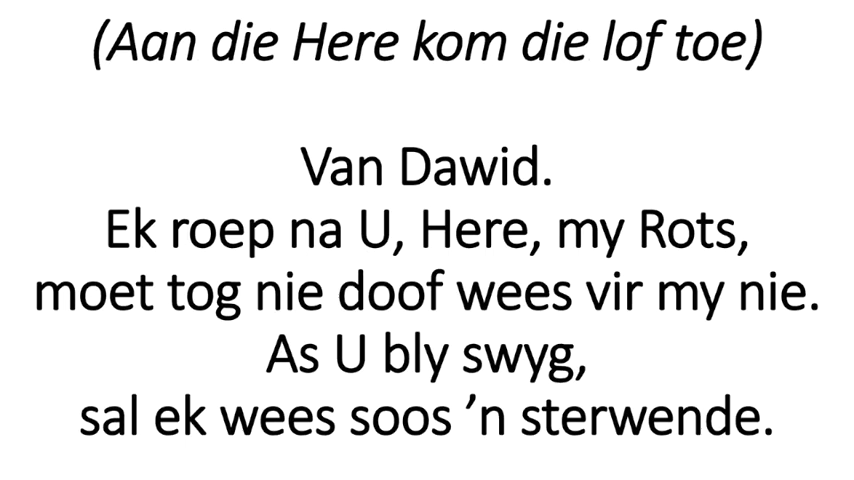 (Aan die Here kom die lof toe)
Van Dawid.
Ek roep na U, Here, my Rots,
moet tog nie doof wees vir my nie.
As U bly swyg,
sal ek wees soos ’n sterwende.